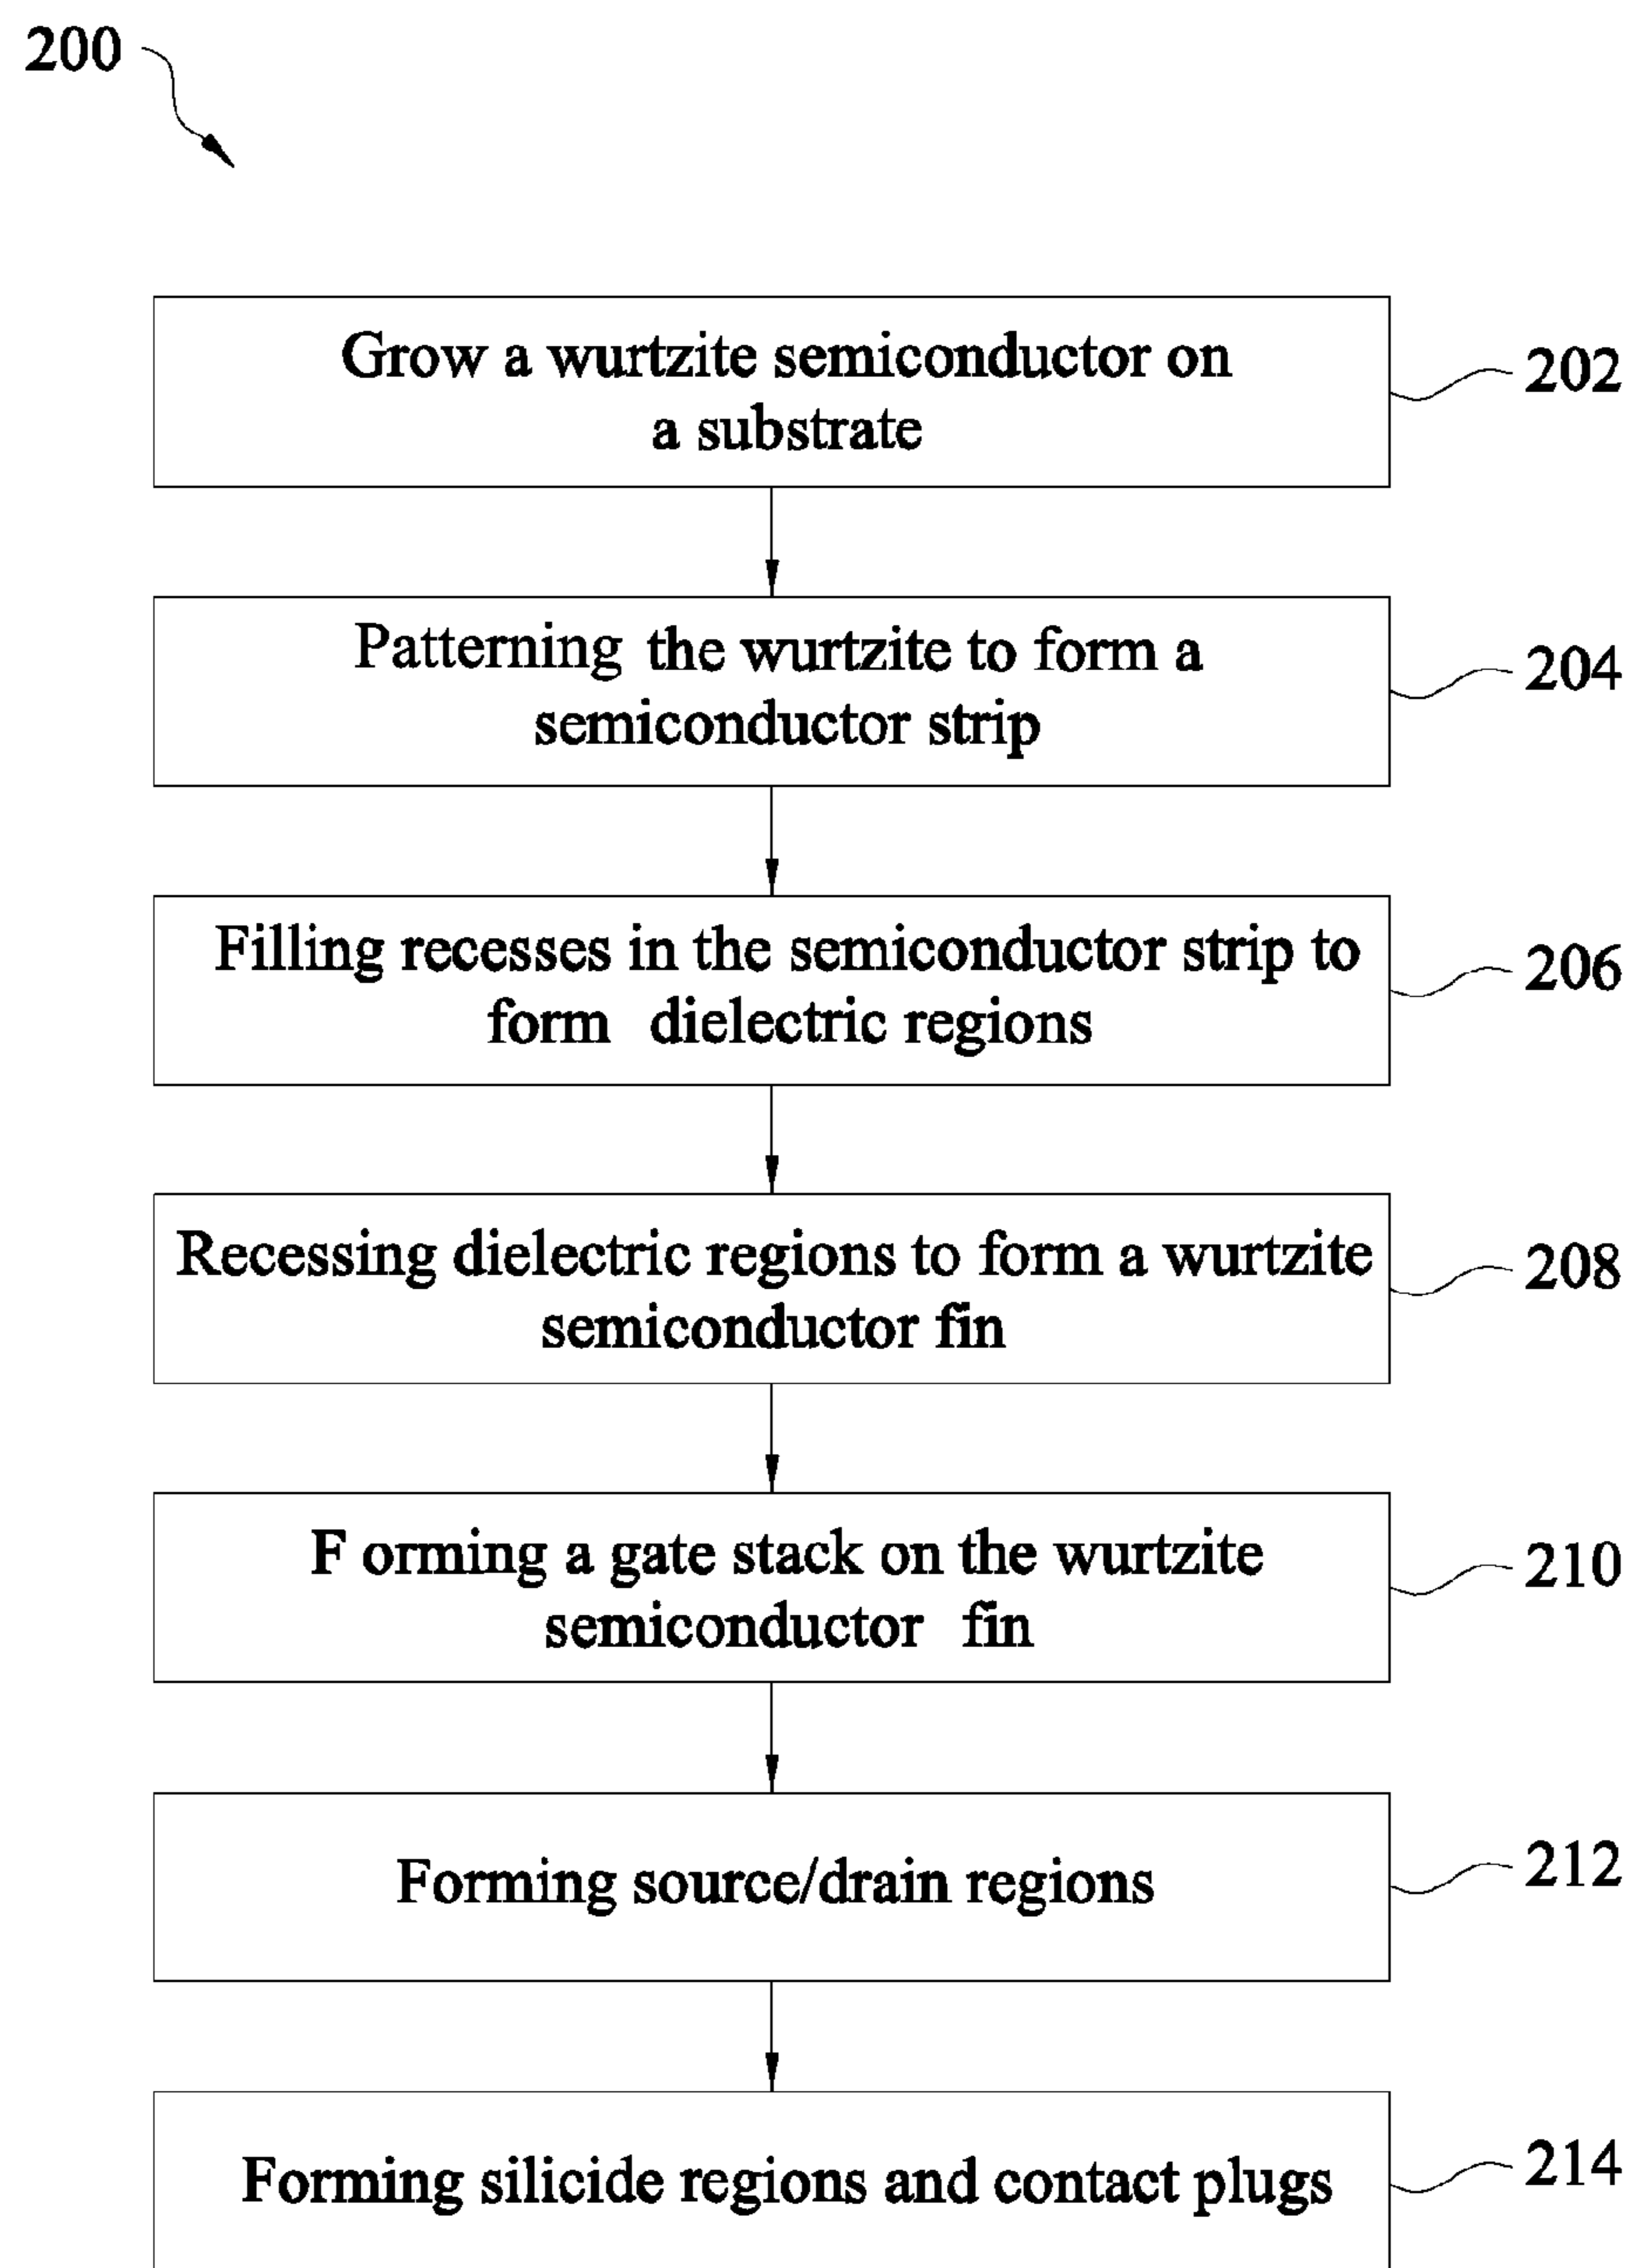 200
Grow a wurtzite semiconductor on
a substrate
202
Patterning the wurtzite to form a
semiconductor strip
204
Filling recesses in the semiconductor strip to
form dielectric regions
206
Recessing dielectric regions to form a wurtzite
semiconductor fin
208
F orming a gate stack on the wurtzite
semiconductor fin
210
Forming source/drain regions
212
Forming silicide regions and contact plugs
214